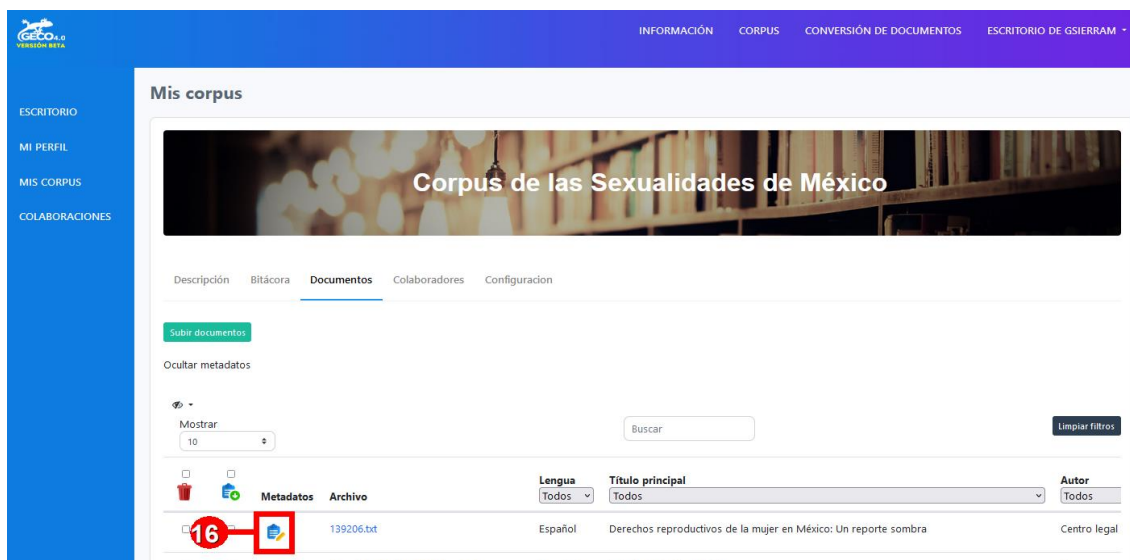 GECO4.0
VERSIÓN BETA
INFORMACIÓN CORPUS CONVERSIÓN DE DOCUMENTOS ESCRITORIO DE GSIERRAM
ESCRITORIO
MI PERFIL
MIS CORPUS
COLABORACIONES
Mis corpus
Corpus de las Sexualidades de México
Descripción Bitácora Documentos Colaboradores Configuracion
Subir documentos
Ocultar metadatos
Mostrar
10 Buscar Limpiar filtros
Metadatos Archivo Lengua Título principal Autor
Todos Todos Todos
16 139206.txt Español Derechos reproductivos de la mujer en México: Un reporte sombra Centro legal